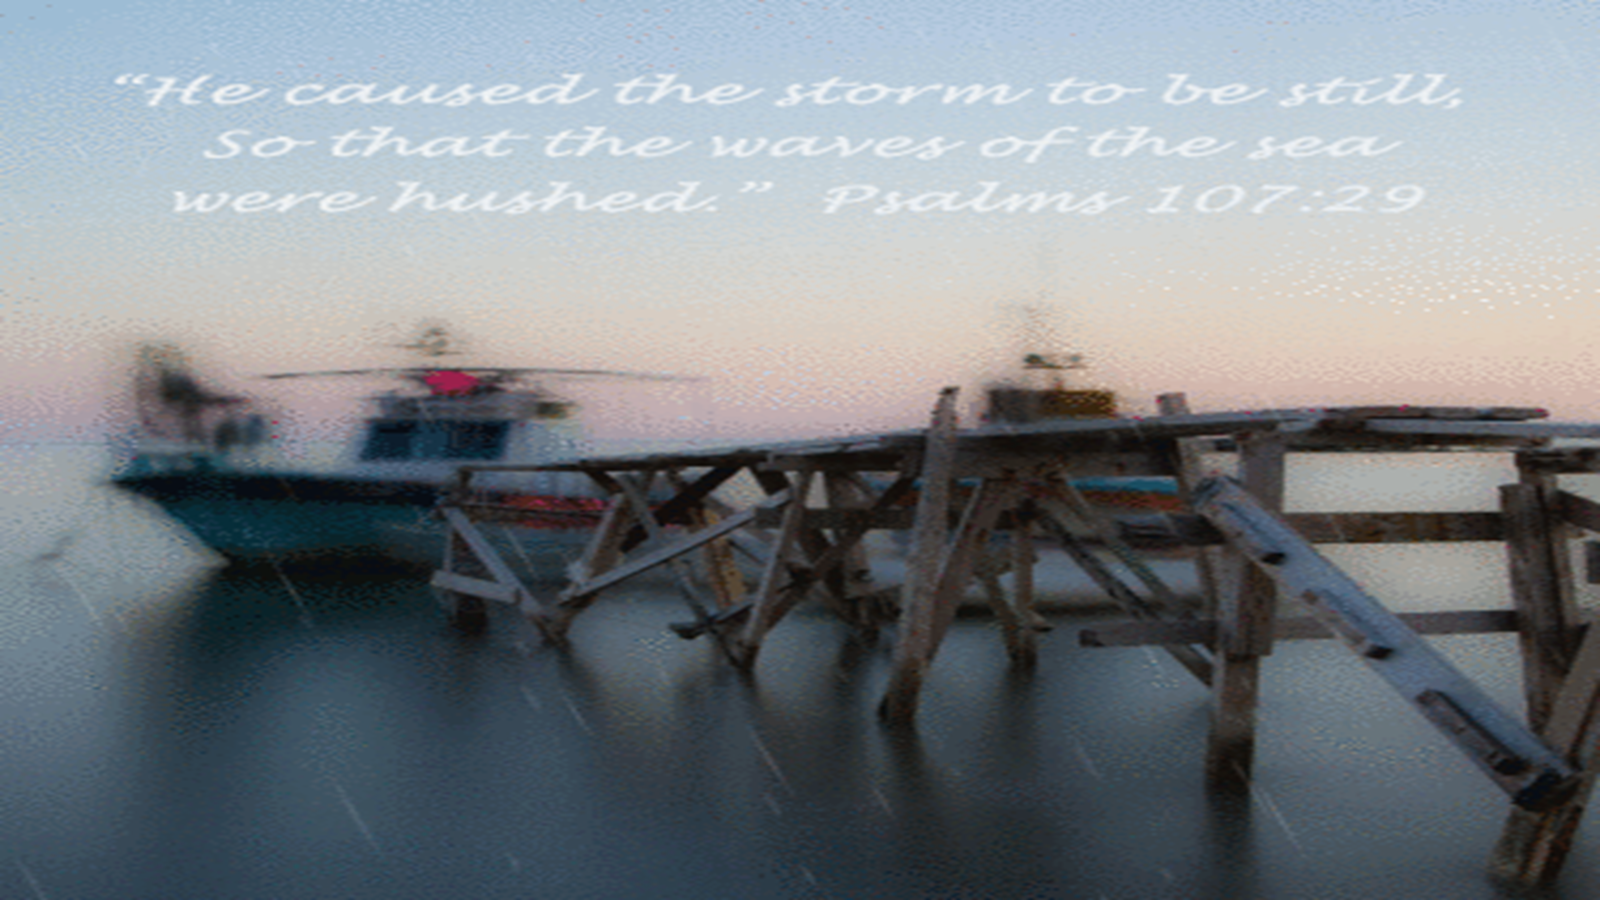 “He caused the storm to be still,
So that the waves of the sea
were hushed.” Psalms 107:29